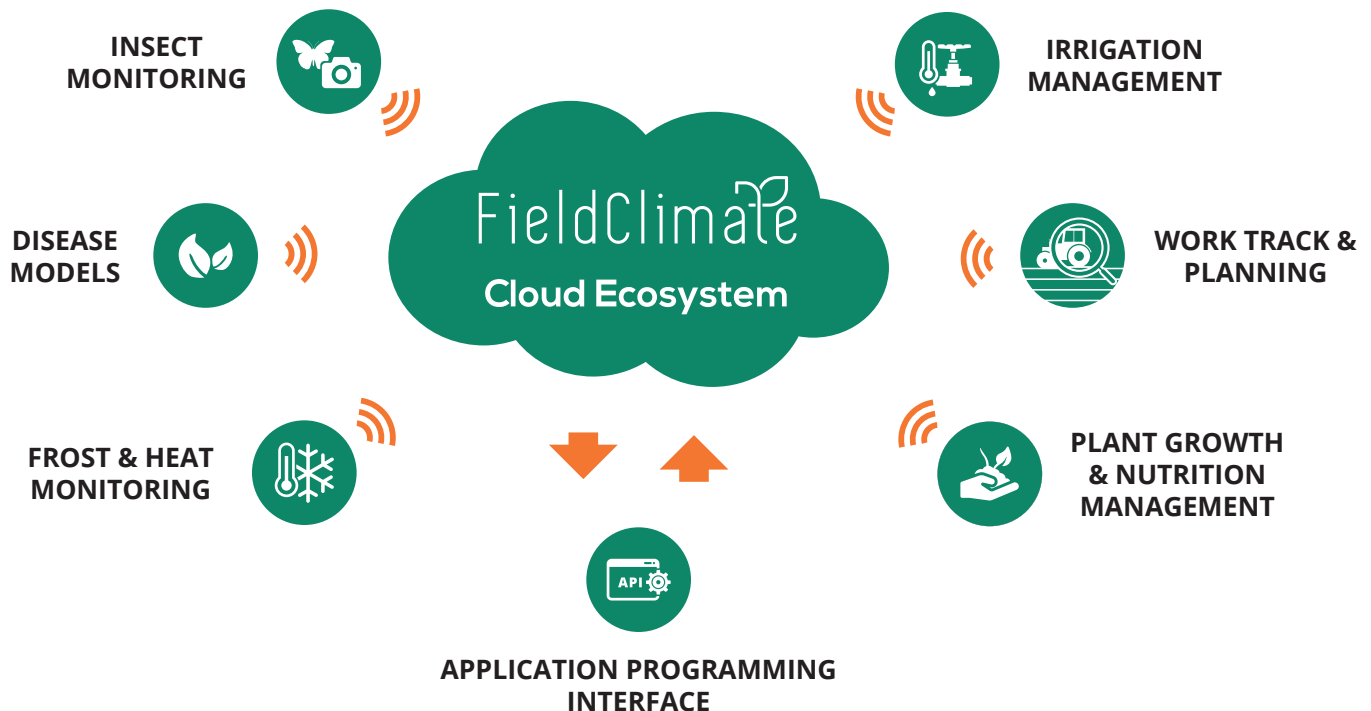 INSECT
MONITORING
IRRIGATION
MANAGEMENT
FieldClimate
Cloud Ecosystem
DISEASE
MODELS
WORK TRACK &
PLANNING
FROST & HEAT
MONITORING
PLANT GROWTH
& NUTRITION
MANAGEMENT
API
APPLICATION PROGRAMMING
INTERFACE